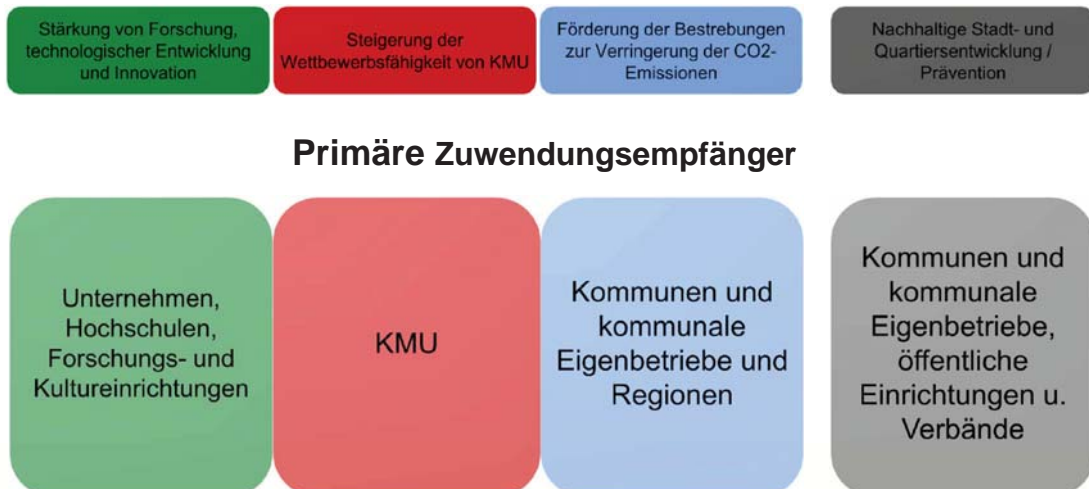 Stärkung von Forschung,
technologischer Entwicklung
und Innovation
Steigerung der
Wettbewerbsfähigkeit von KMU
Förderung der Bestrebungen
zur Verringerung der CO2-
Emissionen
Nachhaltige Stadt- und
Quartiersentwicklung /
Prävention
Primäre Zuwendungsempfänger
Unternehmen,
Hochschulen,
Forschungs- und
Kultureinrichtungen
KMU
Kommunen und
kommunale
Eigenbetriebe und
Regionen
Kommunen und
kommunale
Eigenbetriebe,
öffentliche
Einrichtungen u.
Verbände